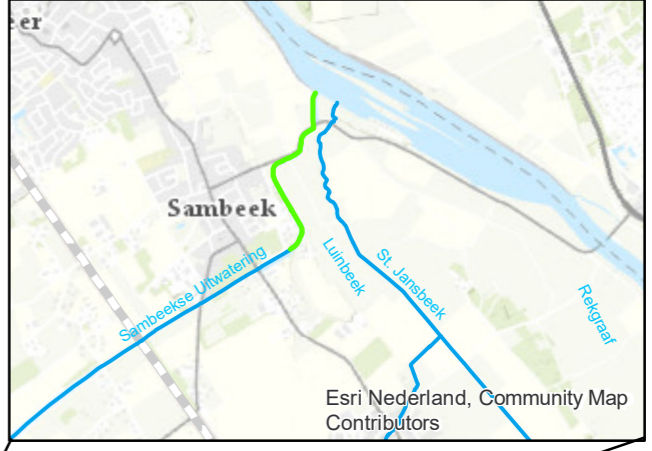 eer
Sambeek
Sambeekse Uitwatering
Luinbeek
St. Jansbeek
Rekgraaf
Esri Nederland, Community Map
Contributors